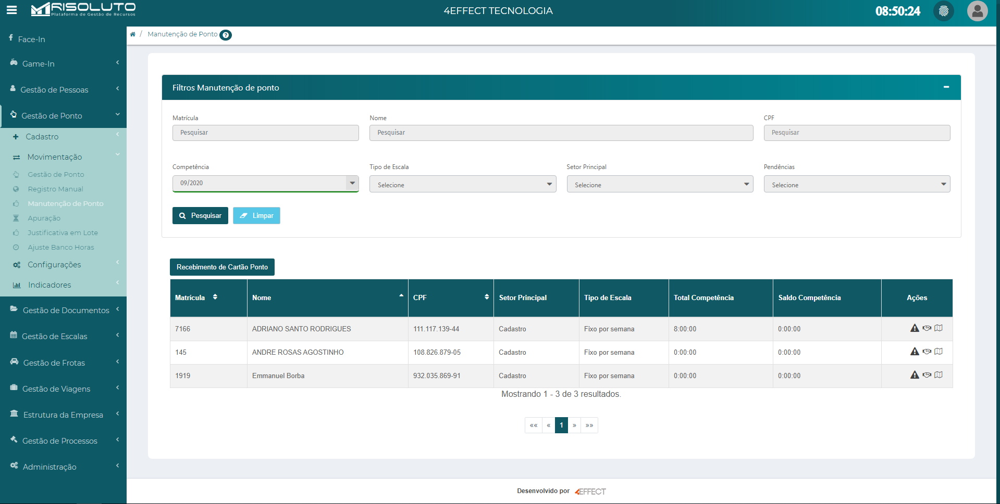 RISOLUTO
Plataforma de Gestão de Recursos
4EFFECT TECNOLOGIA
08:50:24
Face-In
Game-In
Gestão de Pessoas
Gestão de Ponto
Cadastro
Movimentação
Gestão de Ponto
Registro Manual
Manutenção de Ponto
Apuração
Justificativa em Lote
Ajuste Banco Horas
Configurações
Indicadores
Gestão de Documentos
Gestão de Escalas
Gestão de Frotas
Gestão de Viagens
Estrutura da Empresa
Gestão de Processos
Administração
/ Manutenção de Ponto ?
Filtros Manutenção de ponto
Matrícula Nome CPF
Pesquisar Pesquisar Pesquisar
Competência Tipo de Escala Setor Principal Pendências
09/2020 Selecione Selecione Selecione
Pesquisar Limpar
Recebimento de Cartão Ponto
Matrícula Nome CPF Setor Principal Tipo de Escala Total Competência Saldo Competência Ações
7166 ADRIANO SANTO RODRIGUES 111.117.139-44 Cadastro Fixo por semana 8:00:00 0:00:00
145 ANDRE ROSAS AGOSTINHO 108.826.879-05 Cadastro Fixo por semana 0:00:00 0:00:00
1919 Emmanuel Borba 932.035.869-91 Cadastro Fixo por semana 0:00:00 0:00:00
Mostrando 1 - 3 de 3 resultados.
«« « 1 » »»
Desenvolvido por 4EFFECT